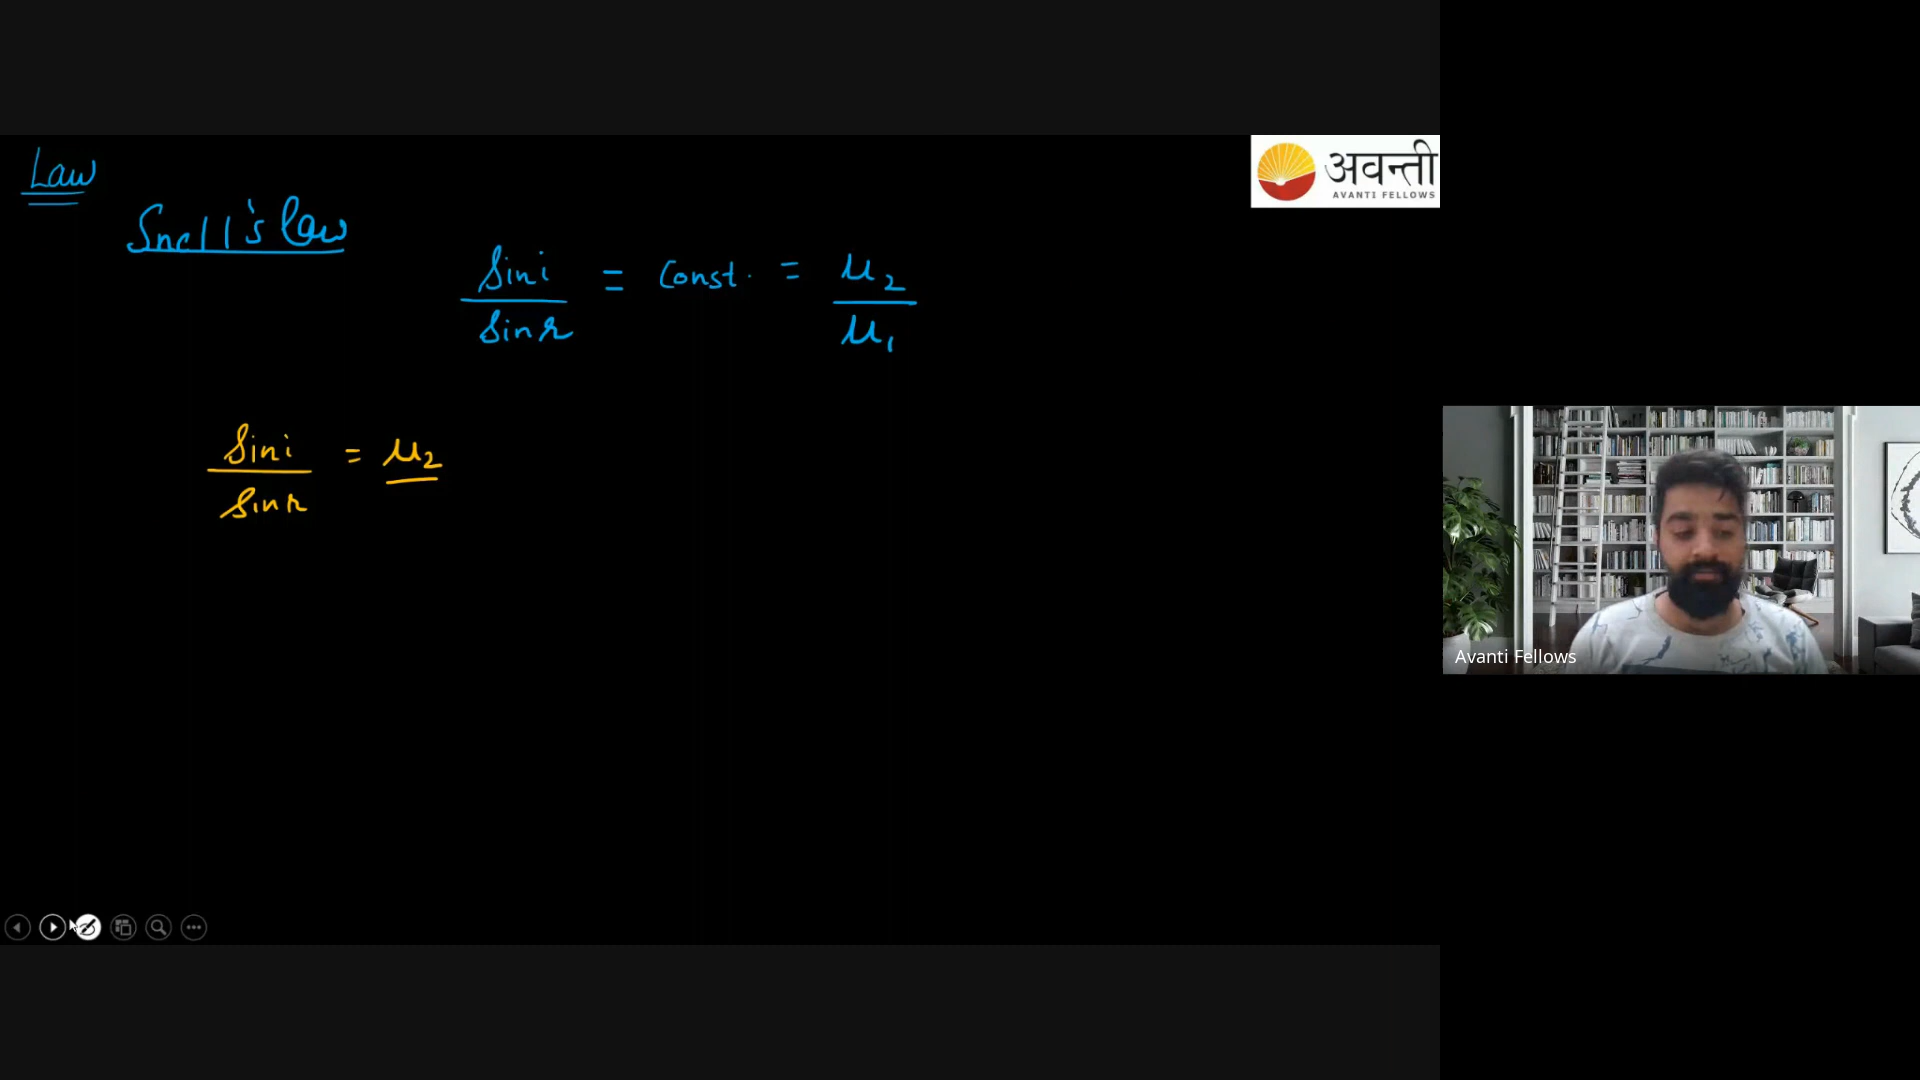 Law
अवन्ती
AVANTI FELLOWS
Snell's law
sin i / sin r = const. = μ₂ / μ₁
sin i / sin r = μ₂
Avanti Fellows